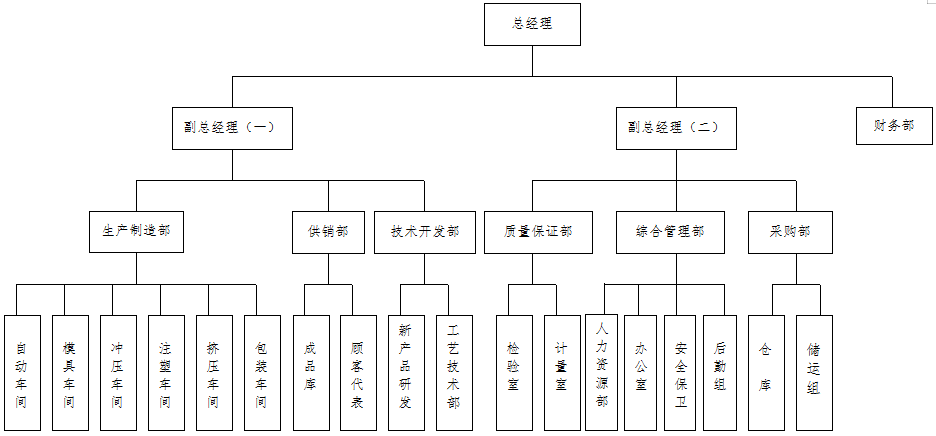 总经理
副总经理（一）
副总经理（二）
财务部
生产制造部
供销部
技术开发部
质量保证部
综合管理部
采购部
自动车间
模具车间
冲压车间
注塑车间
挤压车间
包装车间
成品库
顾客代表
新产品研发
工艺技术部
检验室
计量室
人力资源部
办公室
安全保卫
后勤组
仓库
储运组